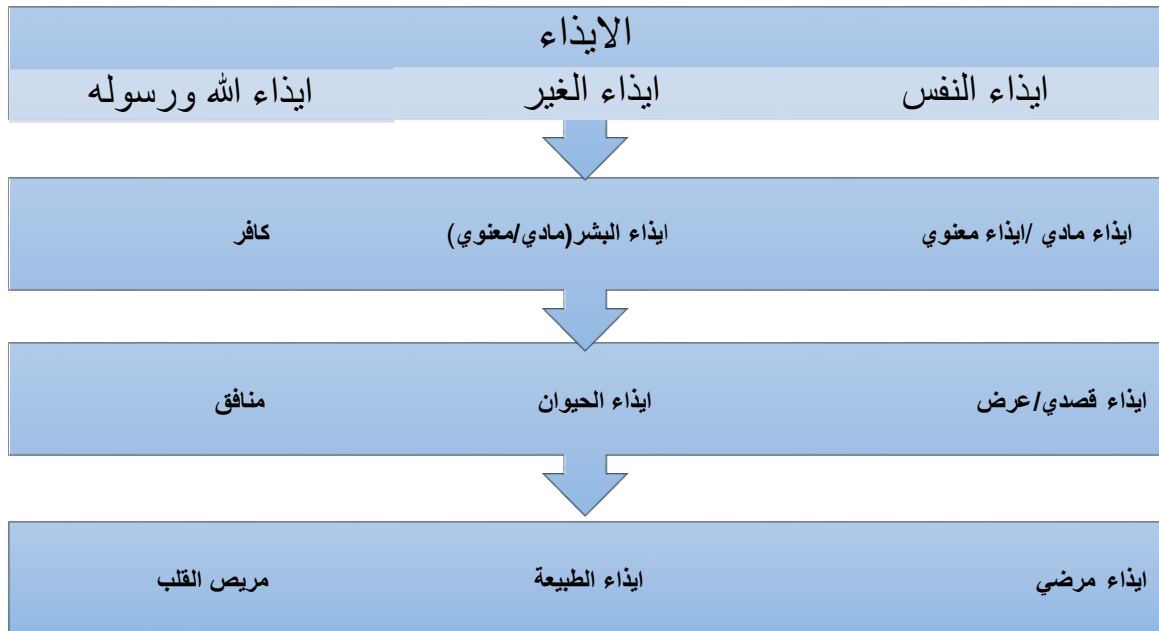 الايذاء
ايذاء النفس ايذاء الغير ايذاء الله ورسوله
ايذاء مادي /ايذاء معنوي ايذاء البشر(مادي/معنوي) كافر
ايذاء قصدي/عرض ايذاء الحيوان منافق
ايذاء مرضي ايذاء الطبيعة مريص القلب